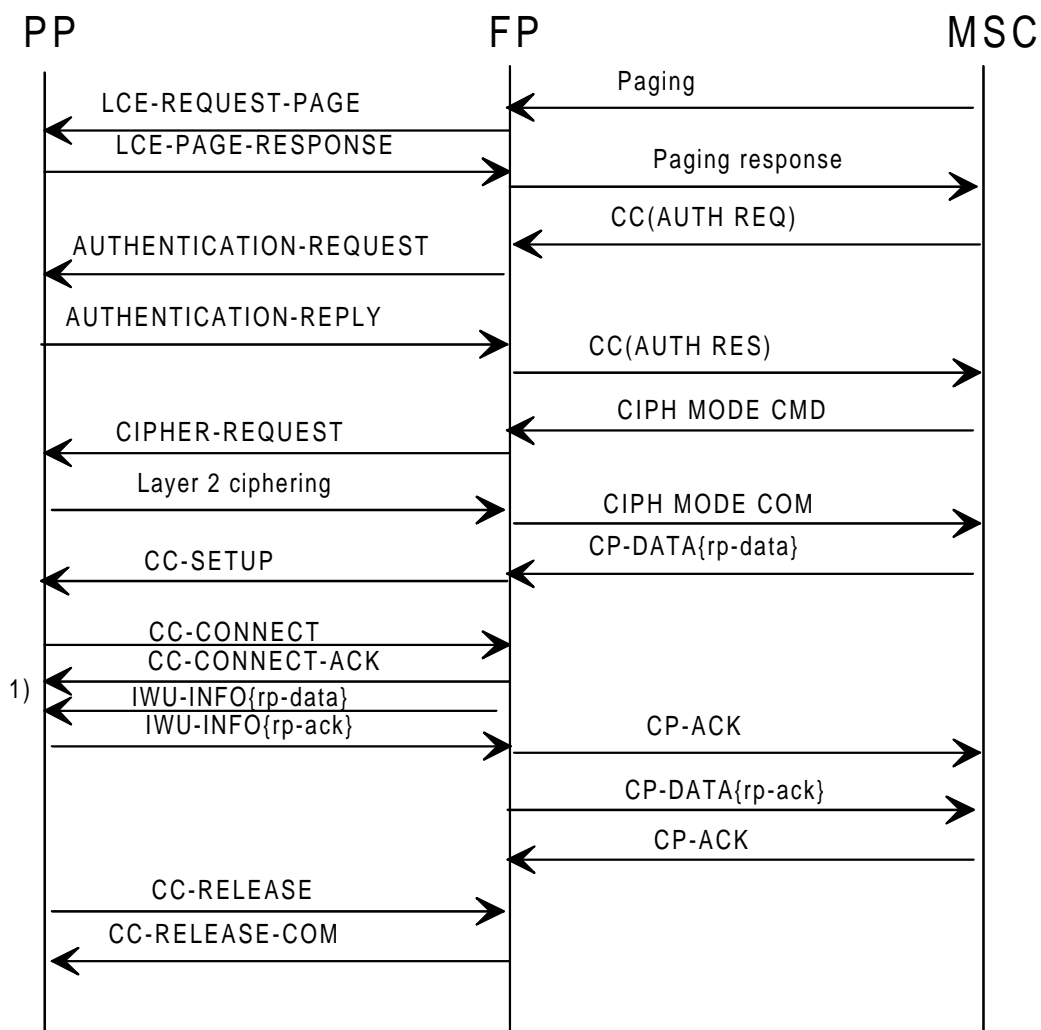 PP FP MSC
Paging
LCE-REQUEST-PAGE
LCE-PAGE-RESPONSE
Paging response
CC(AUTH REQ)
AUTHENTICATION-REQUEST
AUTHENTICATION-REPLY
CC(AUTH RES)
CIPH MODE CMD
CIPHER-REQUEST
Layer 2 ciphering
CIPH MODE COM
CP-DATA{rp-data}
CC-SETUP
CC-CONNECT
CC-CONNECT-ACK
1)
IWU-INFO{rp-data}
IWU-INFO{rp-ack}
CP-ACK
CP-DATA{rp-ack}
CP-ACK
CC-RELEASE
CC-RELEASE-COM